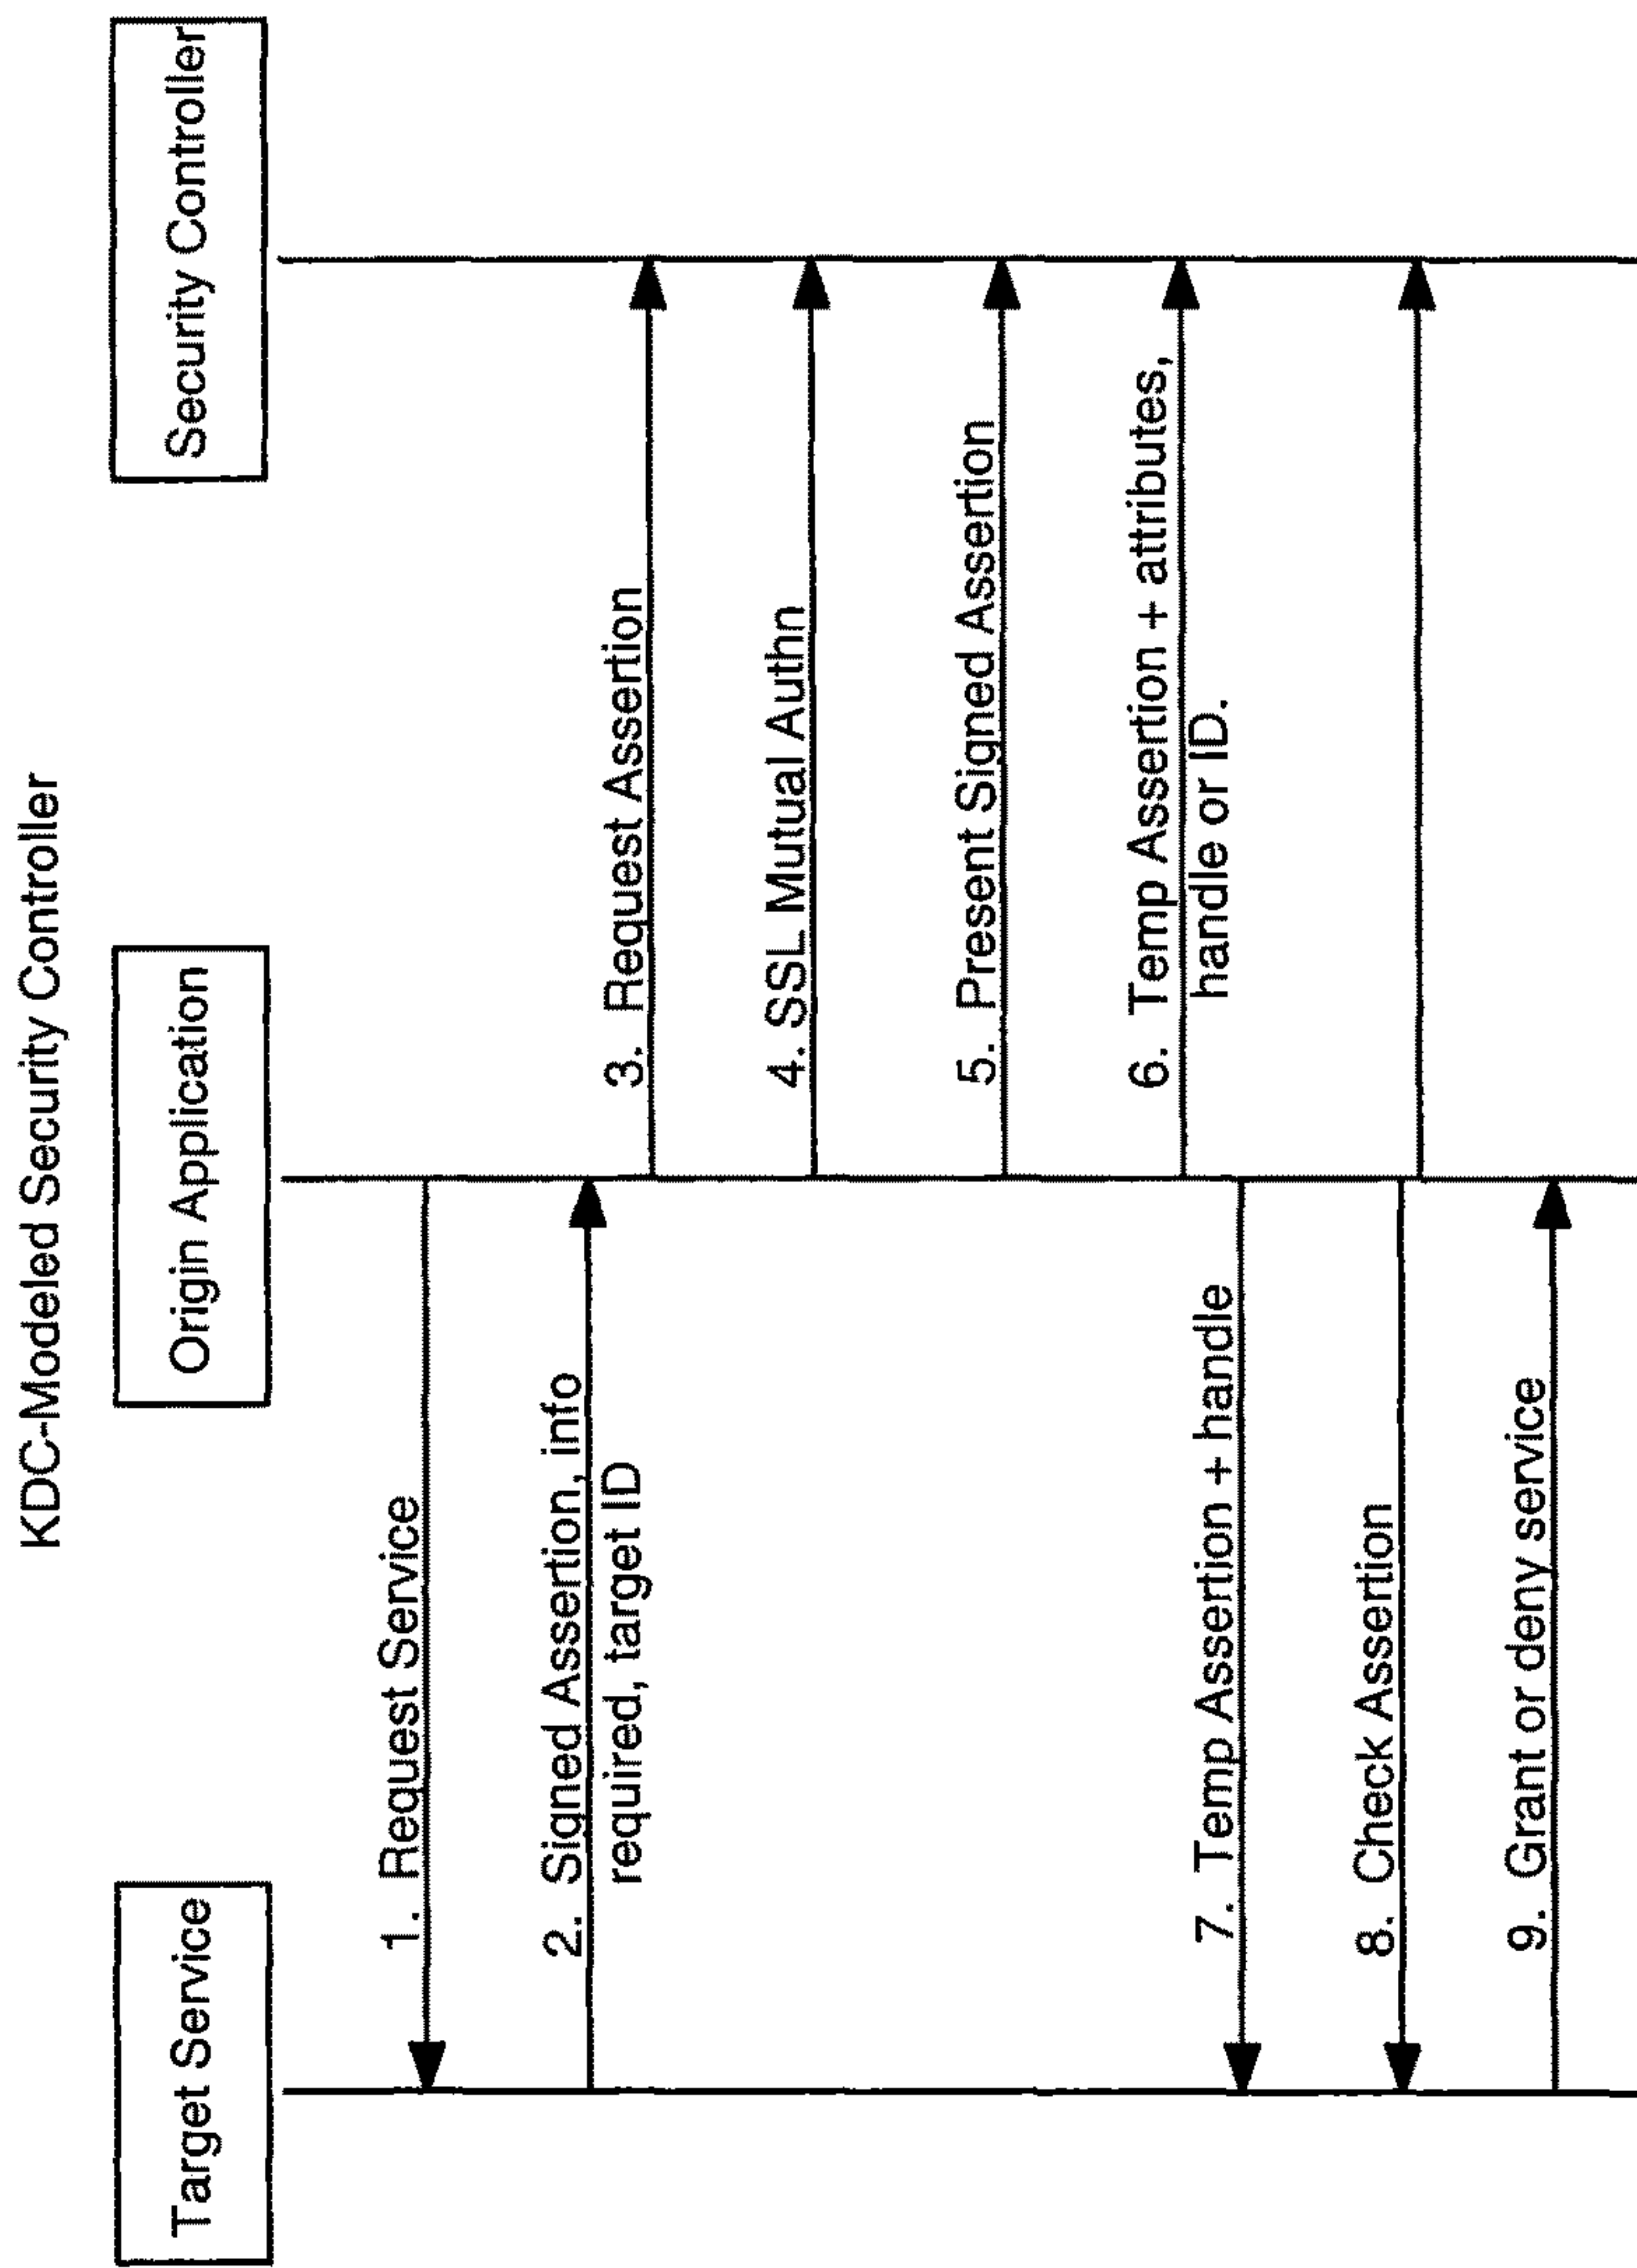 KDC-Modeled Security Controller
Target Service
Origin Application
Security Controller
1. Request Service
2. Signed Assertion, info
required, target ID
3. Request Assertion
4. SSL Mutual Authn
5. Present Signed Assertion
6. Temp Assertion + attributes,
handle or ID.
7. Temp Assertion + handle
8. Check Assertion
9. Grant or deny service